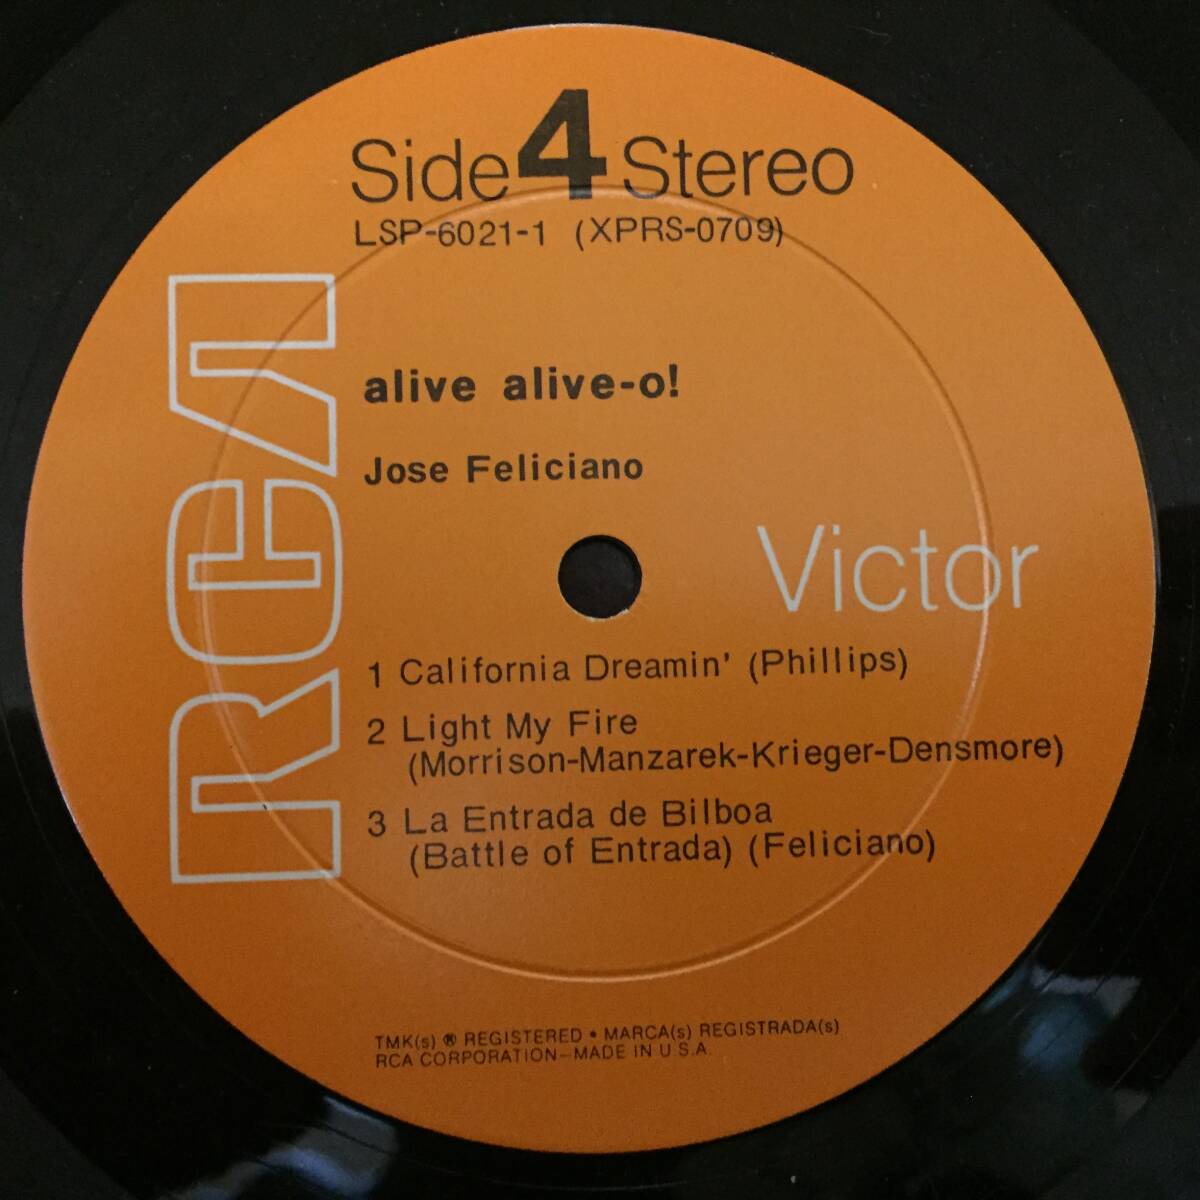 Side 4 Stereo
LSP-6021-1 (XPRS-0709)
RCA
alive alive-o!
Jose Feliciano
Victor
1 California Dreamin' (Phillips)
2 Light My Fire
(Morrison-Manzarek-Krieger-Densmore)
3 La Entrada de Bilboa
(Battle of Entrada) (Feliciano)
TMK(s) ® REGISTERED • MARCA(s) REGISTRADA(s)
RCA CORPORATION—MADE IN U.S.A.